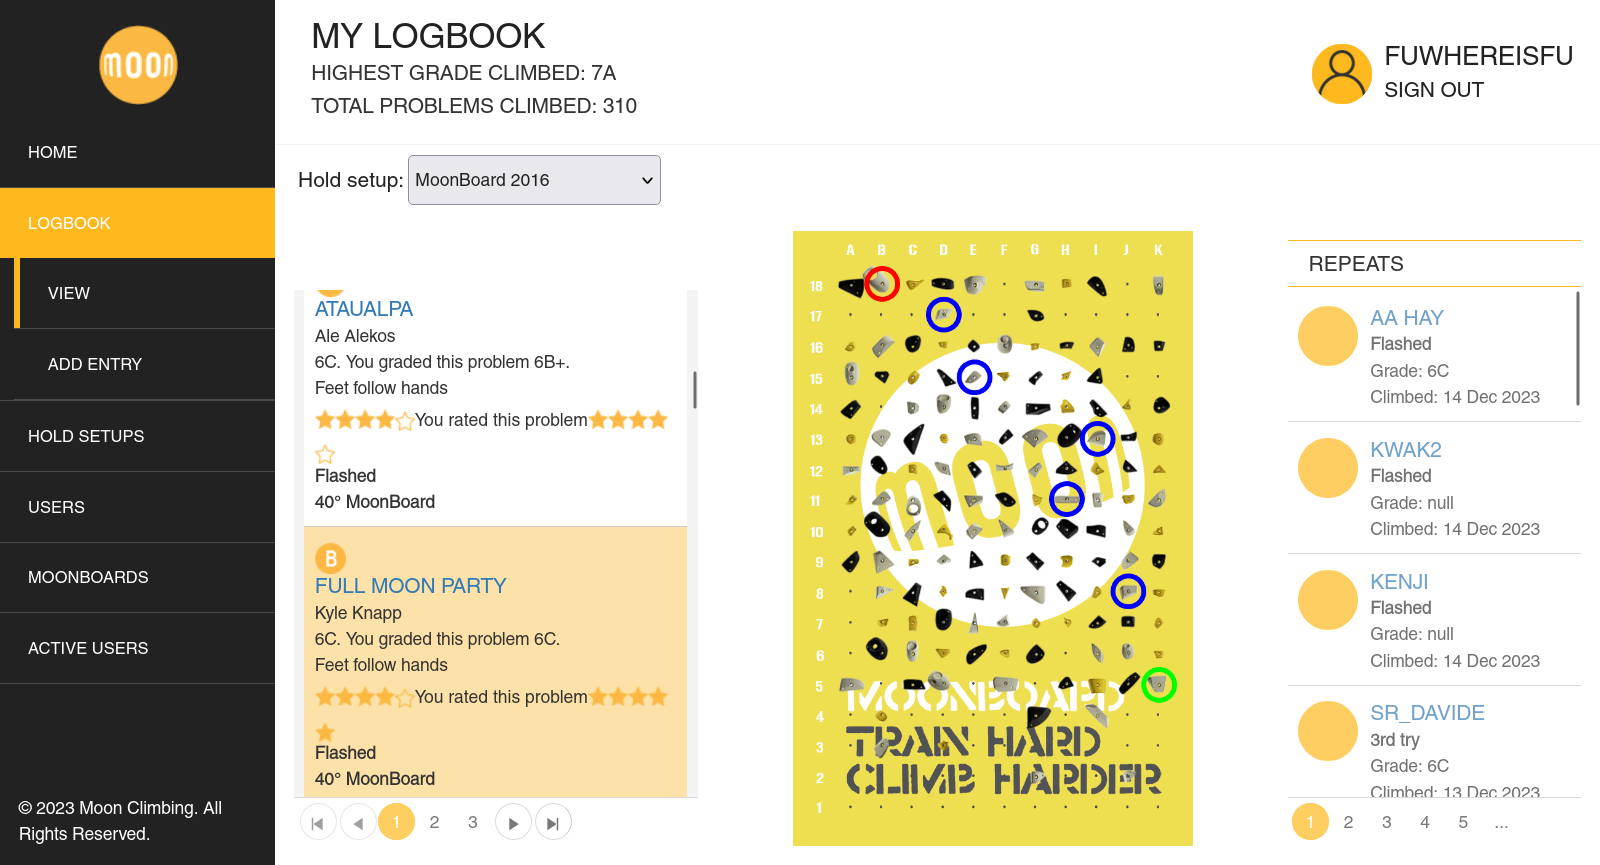 moon
HOME
LOGBOOK
VIEW
ADD ENTRY
HOLD SETUPS
USERS
MOONBOARDS
ACTIVE USERS
© 2023 Moon Climbing. All
Rights Reserved.
MY LOGBOOK
HIGHEST GRADE CLIMBED: 7A
TOTAL PROBLEMS CLIMBED: 310
FUWHEREISFU
SIGN OUT
Hold setup: MoonBoard 2016
ATAUALPA
Ale Alekos
6C. You graded this problem 6B+.
Feet follow hands
You rated this problem
Flashed
40° MoonBoard
B
FULL MOON PARTY
Kyle Knapp
6C. You graded this problem 6C.
Feet follow hands
You rated this problem
Flashed
40° MoonBoard
1 2 3
A B C D E F G H I J K
18
17
16
15
14
13
12
11
10
9
8
7
6
5
4
3
2
1
moon
MOONBOARD
TRAIN HARD
CLIMB HARDER
REPEATS
AA HAY
Flashed
Grade: 6C
Climbed: 14 Dec 2023
KWAK2
Flashed
Grade: null
Climbed: 14 Dec 2023
KENJI
Flashed
Grade: null
Climbed: 14 Dec 2023
SR_DAVIDE
3rd try
Grade: 6C
Climbed: 13 Dec 2023
1 2 3 4 5 ...